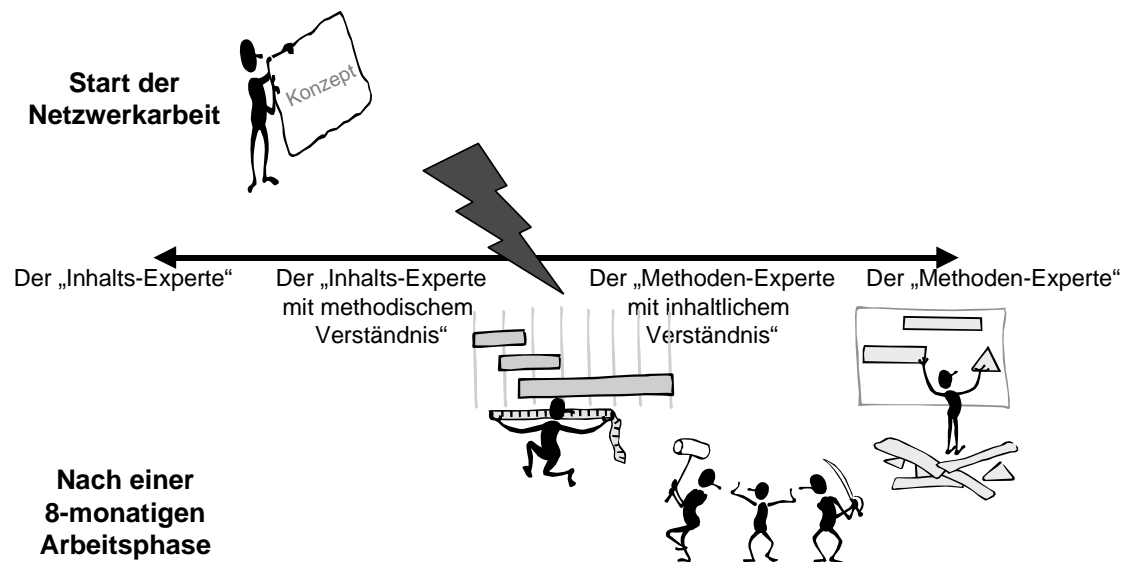 Start der
Netzwerkarbeit
Konzept
Der „Inhalts-Experte“
Der „Inhalts-Experte
mit methodischem
Verständnis“
Der „Methoden-Experte
mit inhaltlichem
Verständnis“
Der „Methoden-Experte“
Nach einer
8-monatigen
Arbeitsphase